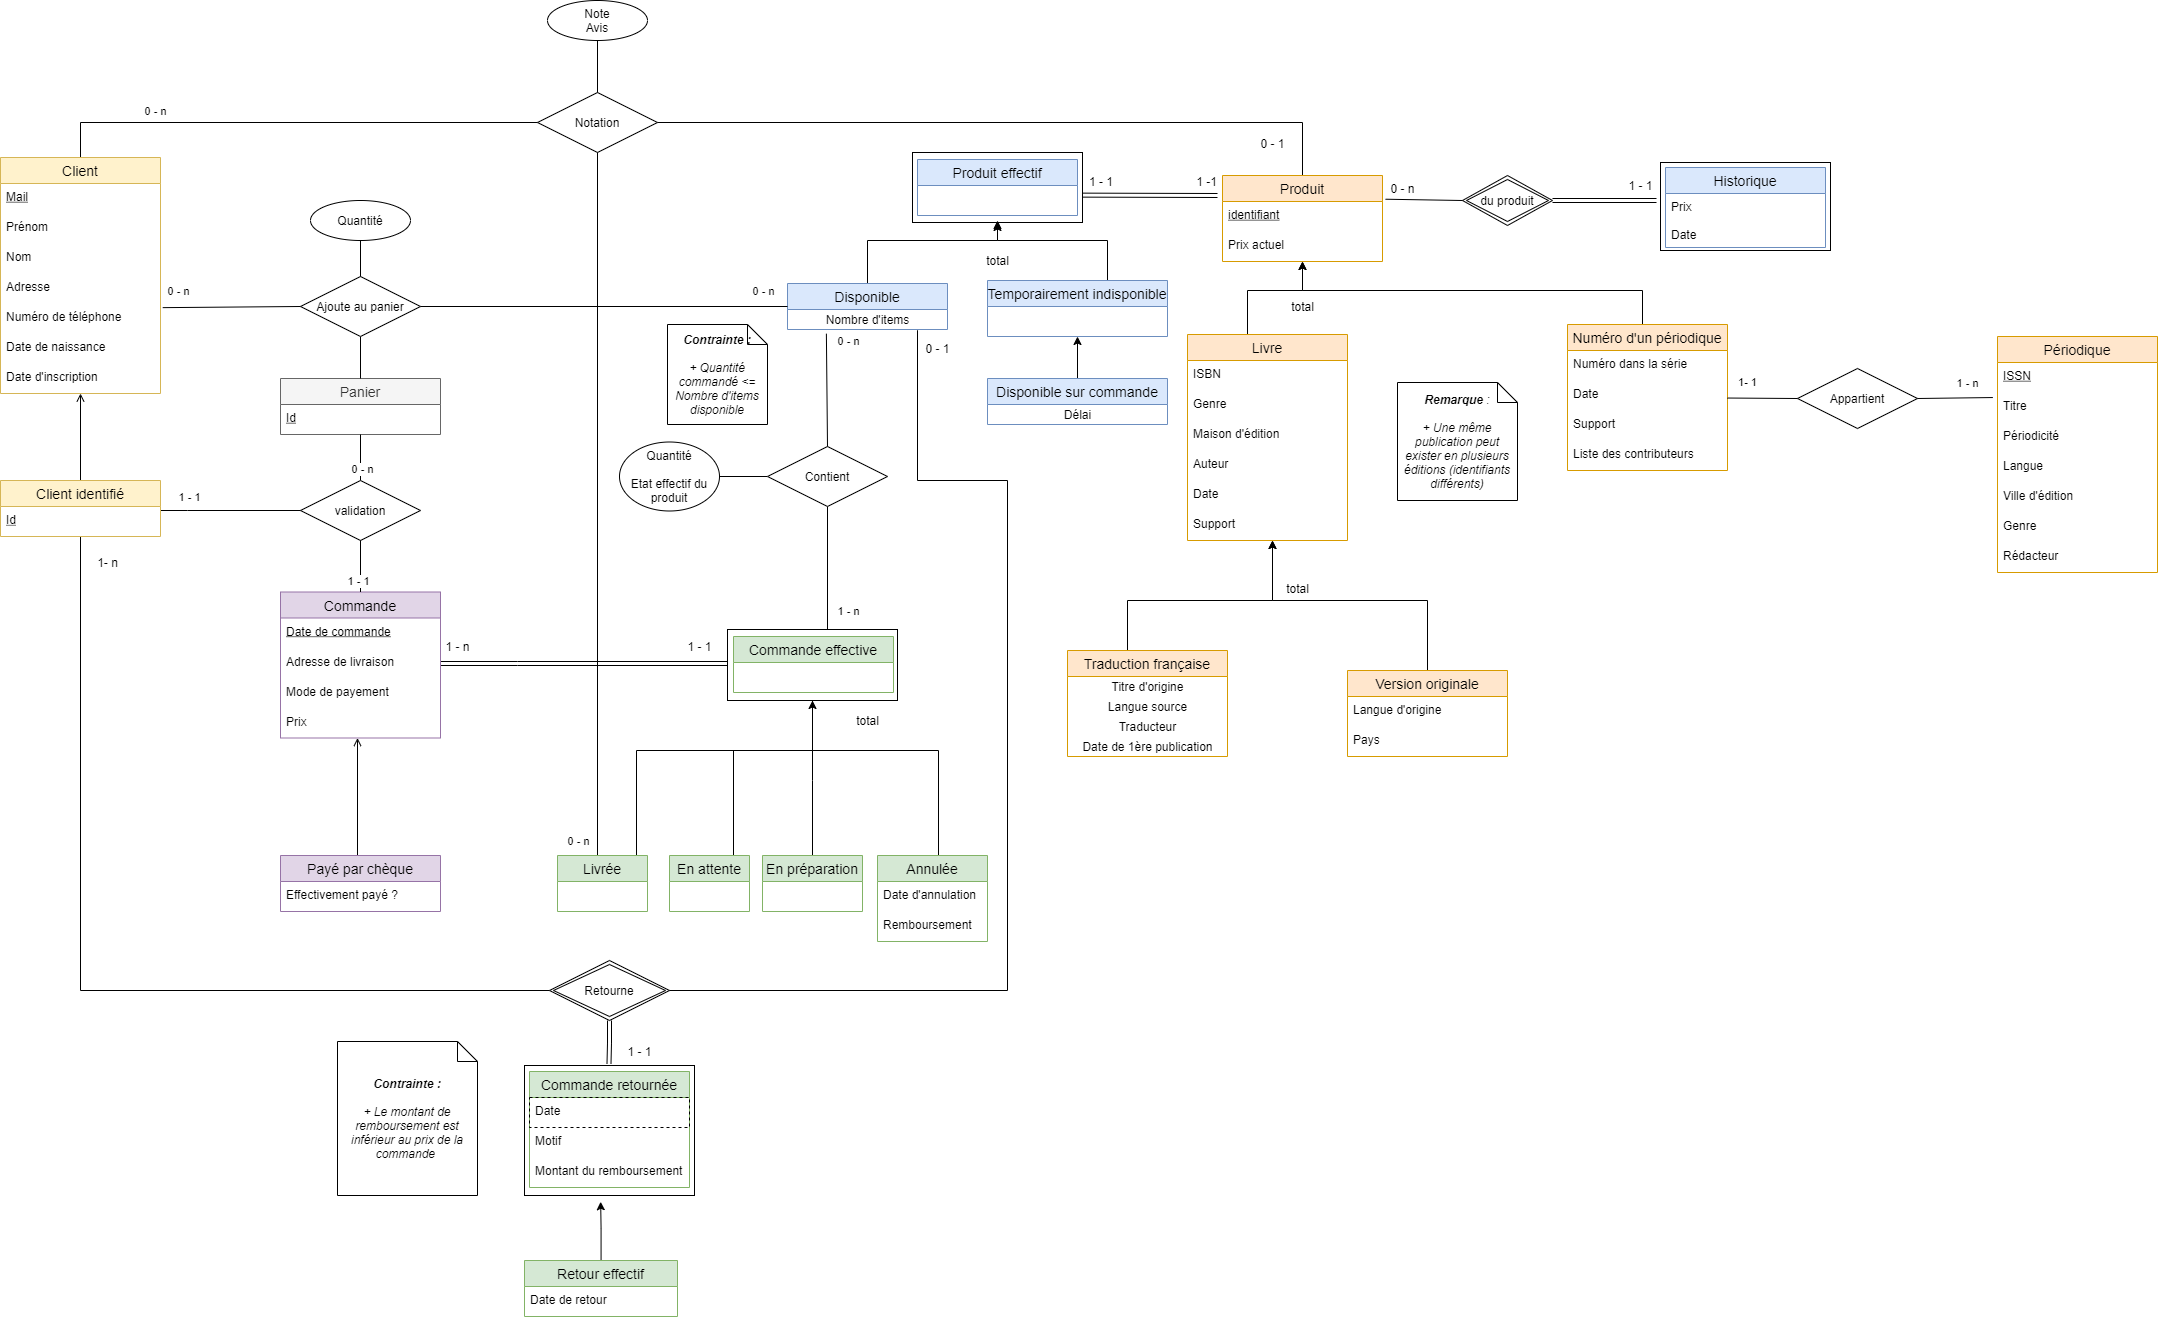 Note
Avis
Notation
0 - n
0 - 1
Client
Mail
Prénom
Nom
Adresse
Numéro de téléphone
Date de naissance
Date d'inscription
Quantité
0 - n
Ajoute au panier
0 - n
Panier
Id
0 - n
Client identifié
Id
1 - 1
validation
1- n
1 - 1
Commande
Date de commande
Adresse de livraison
Mode de payement
Prix
1 - n
1 - 1
Payé par chèque
Effectivement payé ?
Produit effectif
1 - 1
1 -1
total
Disponible
Nombre d'items
0 - n
0 - 1
Temporairement indisponible
Disponible sur commande
Délai
Contrainte :
+ Quantité
commandé <=
Nombre d'items
disponible
Quantité
Etat effectif du
produit
Contient
1 - n
Commande effective
total
0 - n
Livrée
En attente
En préparation
Annulée
Date d'annulation
Remboursement
Produit
identifiant
Prix actuel
0 - n
du produit
1 - 1
Historique
Prix
Date
total
Livre
ISBN
Genre
Maison d'édition
Auteur
Date
Support
Remarque :
+ Une même
publication peut
exister en plusieurs
éditions (identifiants
différents)
Numéro d'un périodique
Numéro dans la série
Date
Support
Liste des contributeurs
1- 1
Appartient
1 - n
Périodique
ISSN
Titre
Périodicité
Langue
Ville d'édition
Genre
Rédacteur
total
Traduction française
Titre d'origine
Langue source
Traducteur
Date de 1ère publication
Version originale
Langue d'origine
Pays
Retourne
1 - 1
Contrainte :
+ Le montant de
remboursement est
inférieur au prix de la
commande
Commande retournée
Date
Motif
Montant du remboursement
Retour effectif
Date de retour